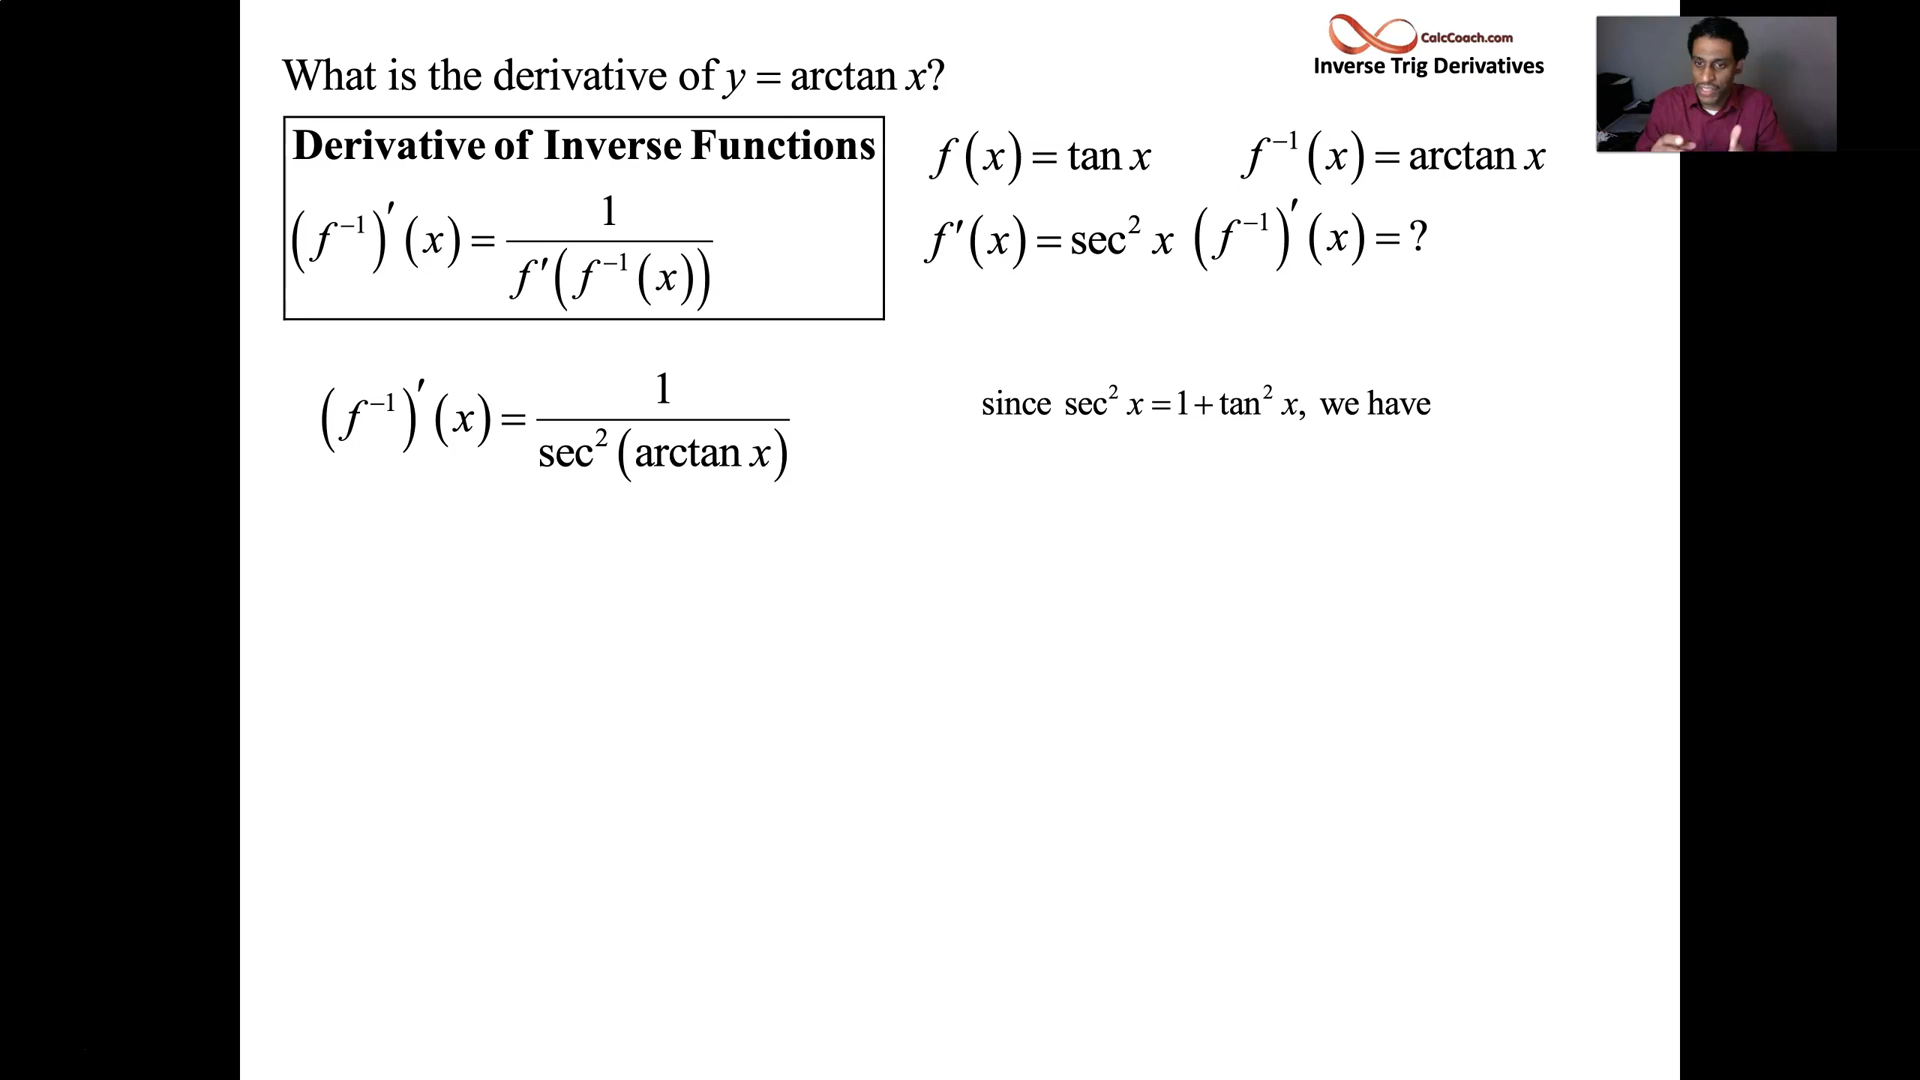 What is the derivative of y = arctan x?
CalcCoach.com
Inverse Trig Derivatives
Derivative of Inverse Functions
(f⁻¹)′(x) = 1 / f′(f⁻¹(x))
f(x) = tan x
f⁻¹(x) = arctan x
f′(x) = sec² x
(f⁻¹)′(x) = ?
(f⁻¹)′(x) = 1 / sec²(arctan x)
since sec² x = 1 + tan² x, we have